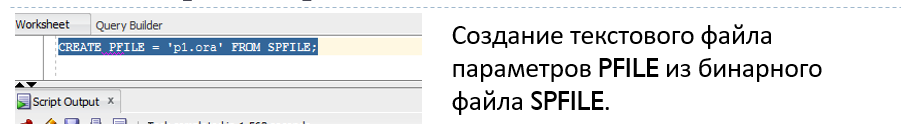 Worksheet Query Builder
CREATE PFILE = 'p1.ora' FROM SPFILE;
Script Output x
Создание текстового файла
параметров PFILE из бинарного
файла SPFILE.